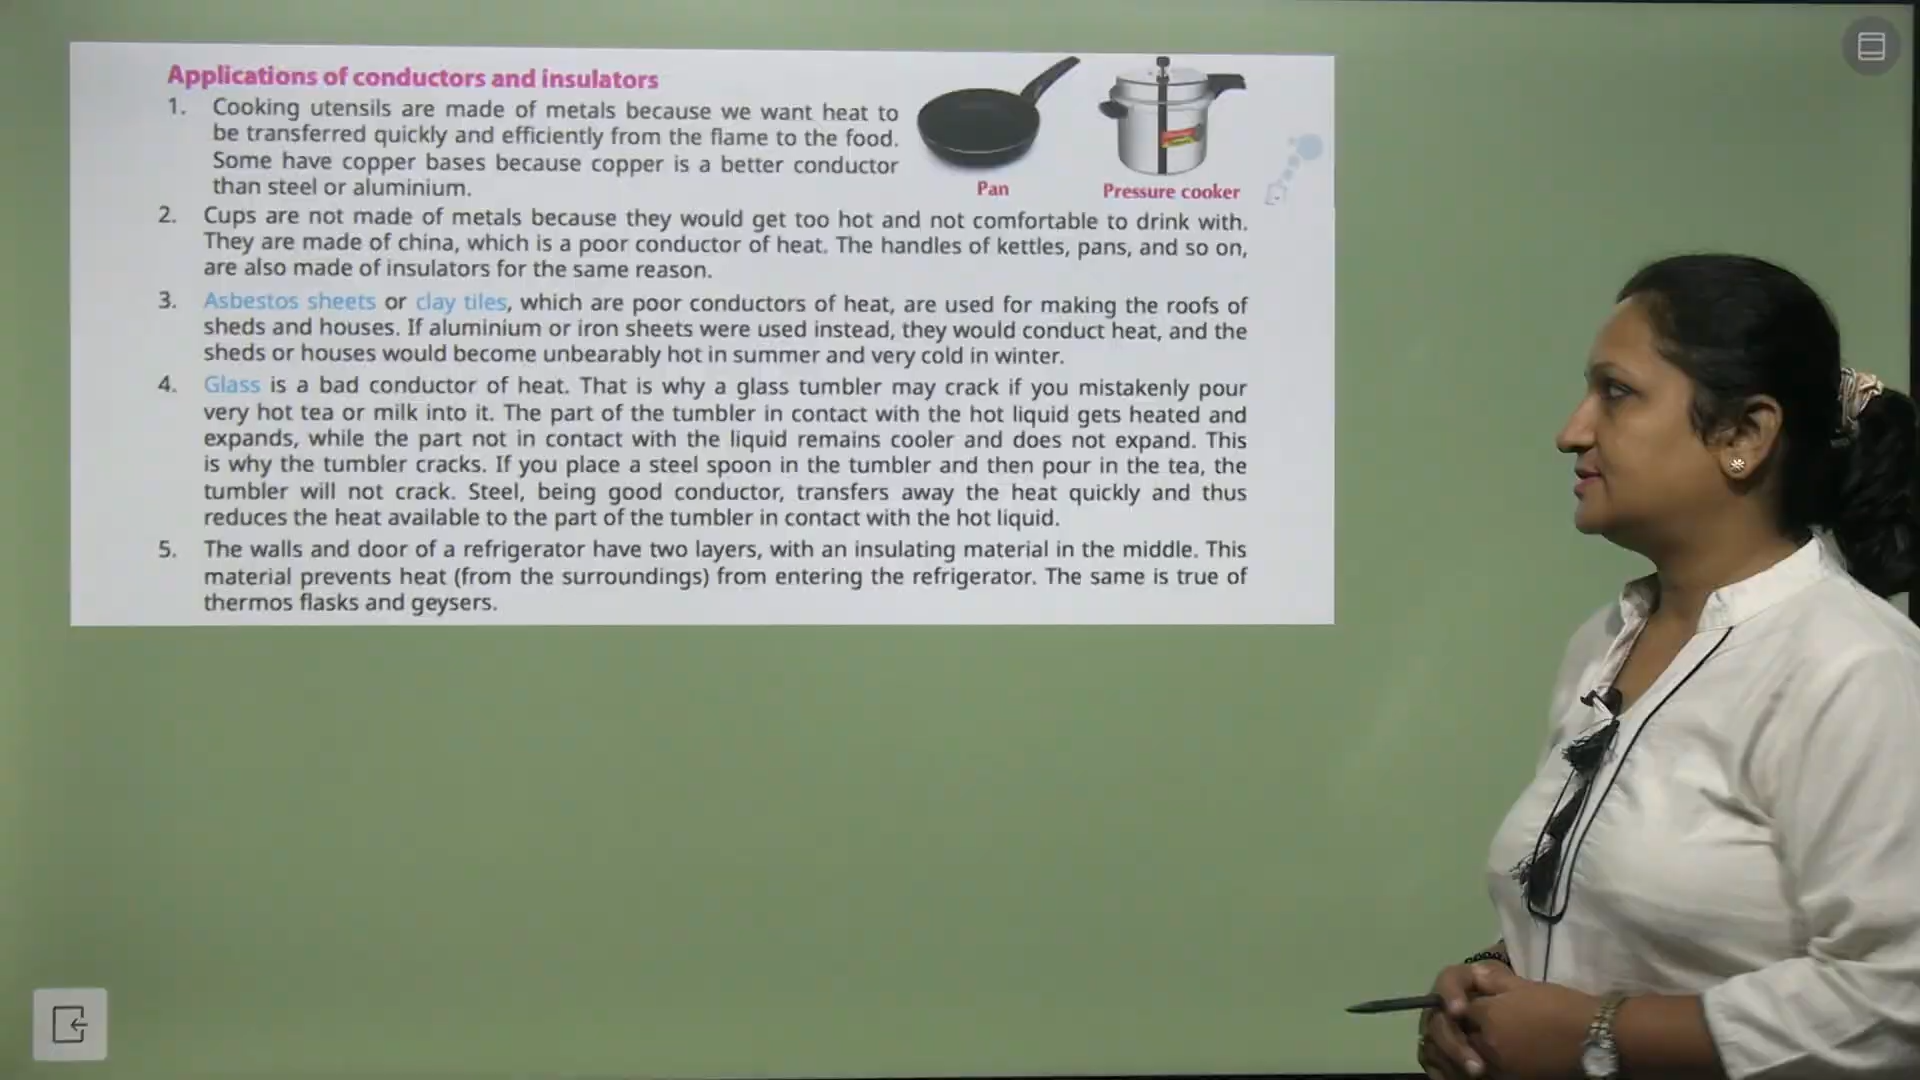 Applications of conductors and insulators
1. Cooking utensils are made of metals because we want heat to
be transferred quickly and efficiently from the flame to the food.
Some have copper bases because copper is a better conductor
than steel or aluminium.
Pan
Pressure cooker
2. Cups are not made of metals because they would get too hot and not comfortable to drink with.
They are made of china, which is a poor conductor of heat. The handles of kettles, pans, and so on,
are also made of insulators for the same reason.
3. Asbestos sheets or clay tiles, which are poor conductors of heat, are used for making the roofs of
sheds and houses. If aluminium or iron sheets were used instead, they would conduct heat, and the
sheds or houses would become unbearably hot in summer and very cold in winter.
4. Glass is a bad conductor of heat. That is why a glass tumbler may crack if you mistakenly pour
very hot tea or milk into it. The part of the tumbler in contact with the hot liquid gets heated and
expands, while the part not in contact with the liquid remains cooler and does not expand. This
is why the tumbler cracks. If you place a steel spoon in the tumbler and then pour in the tea, the
tumbler will not crack. Steel, being good conductor, transfers away the heat quickly and thus
reduces the heat available to the part of the tumbler in contact with the hot liquid.
5. The walls and door of a refrigerator have two layers, with an insulating material in the middle. This
material prevents heat (from the surroundings) from entering the refrigerator. The same is true of
thermos flasks and geysers.